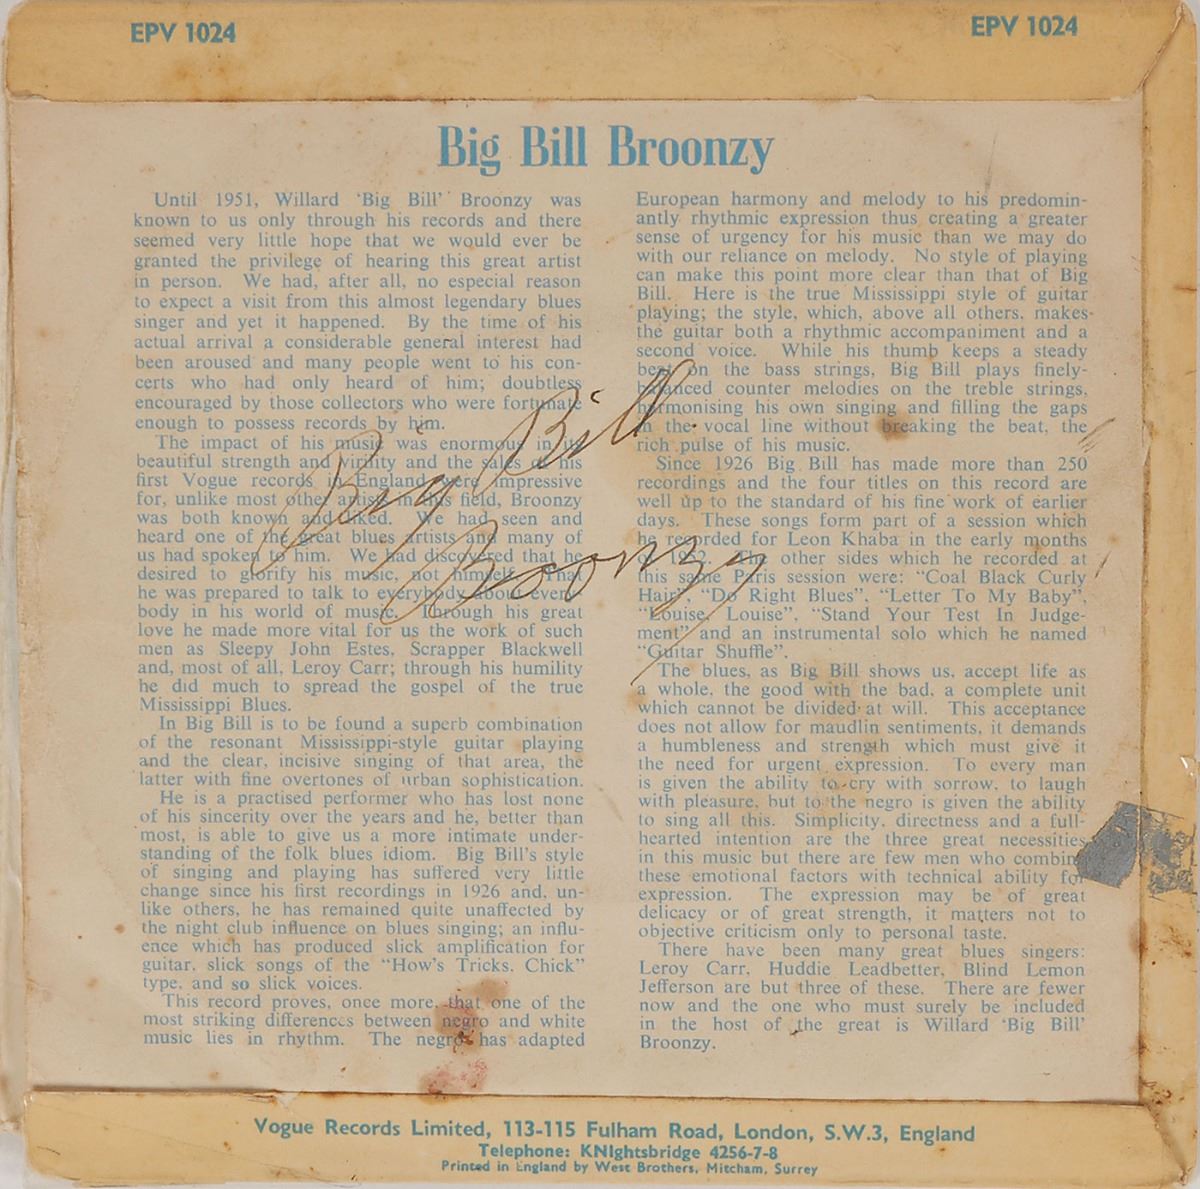 EPV 1024
EPV 1024
Big Bill Broonzy
Until 1951, Willard ‘Big Bill’ Broonzy was
known to us only through his records and there
seemed very little hope that we would ever be
granted the privilege of hearing this great artist
in person. We had, after all, no especial reason
to expect a visit from this almost legendary blues
singer and yet it happened. By the time of his
actual arrival a considerable general interest had
been aroused and many people went to his con-
certs who had only heard of him; doubtless
encouraged by those collectors who were fortunate
enough to possess records by him.
The impact of his music was enormous in its
beautiful strength and virility and the sales of his
first Vogue records in England were impressive
for, unlike most other artists in this field, Broonzy
was both known and liked. We had seen and
heard one of the great blues artists and many of
us had spoken to him. We had discovered that he
desired to glorify his music, not himself. That
he was prepared to talk to everybody about every-
body in his world of music. Through his great
love he made more vital for us the work of such
men as Sleepy John Estes, Scrapper Blackwell
and, most of all, Leroy Carr; through his humility
he did much to spread the gospel of the true
Mississippi Blues.
In Big Bill is to be found a superb combination
of the resonant Mississippi-style guitar playing
and the clear, incisive singing of that area, the
latter with fine overtones of urban sophistication.
He is a practised performer who has lost none
of his sincerity over the years and he, better than
most, is able to give us a more intimate under-
standing of the folk blues idiom. Big Bill’s style
of singing and playing has suffered very little
change since his first recordings in 1926 and, un-
like others, he has remained quite unaffected by
the night club influence on blues singing; an influ-
ence which has produced slick amplification for
guitar, slick songs of the “How’s Tricks, Chick”
type, and so slick voices.
This record proves, once more, that one of the
most striking differences between negro and white
music lies in rhythm. The negro has adapted
European harmony and melody to his predomin-
antly rhythmic expression thus creating a greater
sense of urgency for his music than we may do
with our reliance on melody. No style of playing
can make this point more clear than that of Big
Bill. Here is the true Mississippi style of guitar
playing; the style, which, above all others, makes
the guitar both a rhythmic accompaniment and a
second voice. While his thumb keeps a steady
beat on the bass strings, Big Bill plays finely-
balanced counter melodies on the treble strings,
harmonising his own singing and filling the gaps
in the vocal line without breaking the beat, the
rich pulse of his music.
Since 1926 Big Bill has made more than 250
recordings and the four titles on this record are
well up to the standard of his fine work of earlier
days. These songs form part of a session which
he recorded for Leon Khaba in the early months
of 1952. The other sides which he recorded at
this same Paris session were: “Coal Black Curly
Hair”, “Do Right Blues”, “Letter To My Baby”,
“Louise, Louise”, “Stand Your Test In Judge-
ment” and an instrumental solo which he named
“Guitar Shuffle”.
The blues, as Big Bill shows us, accept life as
a whole, the good with the bad, a complete unit
which cannot be divided at will. This acceptance
does not allow for maudlin sentiments, it demands
a humbleness and strength which must give it
the need for urgent expression. To every man
is given the ability to cry with sorrow, to laugh
with pleasure, but to the negro is given the ability
to sing all this. Simplicity, directness and a full-
hearted intention are the three great necessities
in this music but there are few men who combine
these emotional factors with technical ability for
expression. The expression may be of great
delicacy or of great strength, it matters not to
objective criticism only to personal taste.
There have been many great blues singers:
Leroy Carr, Huddie Leadbetter, Blind Lemon
Jefferson are but three of these. There are fewer
now and the one who must surely be included
in the host of the great is Willard ‘Big Bill’
Broonzy.
Big Bill
Broonzy
Vogue Records Limited, 113-115 Fulham Road, London, S.W.3, England
Telephone: KNIghtsbridge 4256-7-8
Printed in England by West Brothers, Mitcham, Surrey